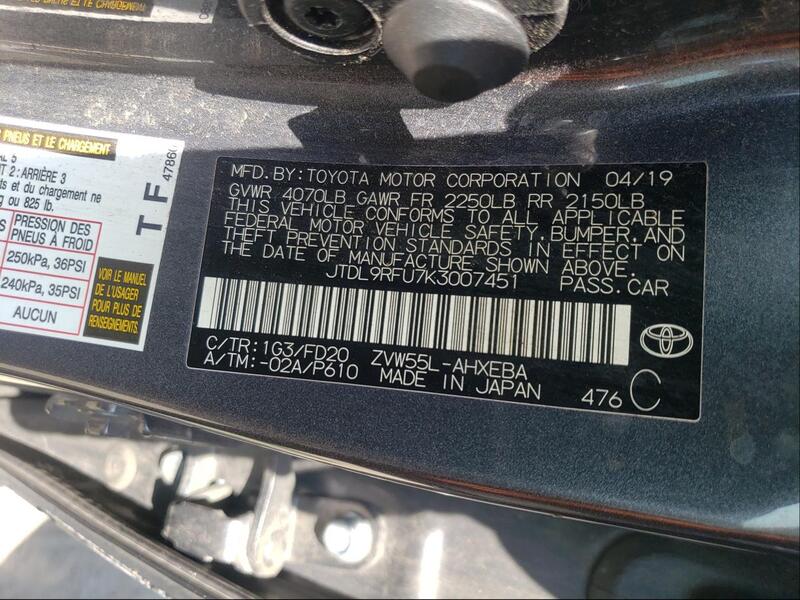 PNEUS ET LE CHARGEMENT
5
2 : ARRIÈRE 3
et du chargement ne
ou 825 lb.
PRESSION DES
PNEUS À FROID
250kPa, 36PSI
240kPa, 35PSI
AUCUN
VOIR LE MANUEL
DE L'USAGER
POUR PLUS DE
RENSEIGNEMENTS
TF
4786
MFD. BY: TOYOTA MOTOR CORPORATION 04/19
GVWR 4070LB GAWR FR 2250LB RR 2150LB
THIS VEHICLE CONFORMS TO ALL APPLICABLE
FEDERAL MOTOR VEHICLE SAFETY, BUMPER, AND
THEFT PREVENTION STANDARDS IN EFFECT ON
THE DATE OF MANUFACTURE SHOWN ABOVE.
JTDL9RFU7K3007451 PASS. CAR
C/TR: 1G3/FD20 ZVW55L-AHXEBA
A/TM: -02A/P610 MADE IN JAPAN 476 C